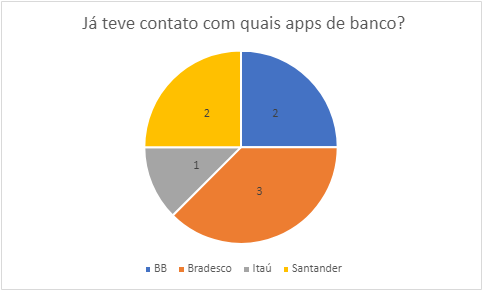 Já teve contato com quais apps de banco?
2
2
1
3
BB Bradesco Itaú Santander